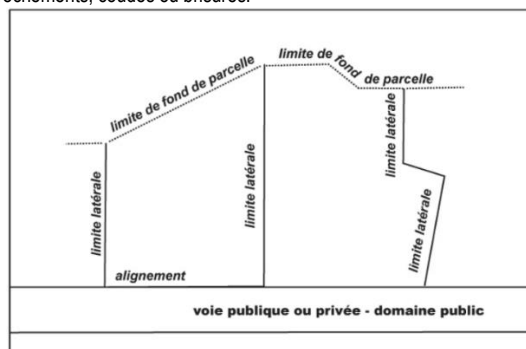 limite de fond
de parcelle
limite de fond de parcelle
limite latérale
limite latérale
limite latérale
limite latérale
alignement
voie publique ou privée - domaine public